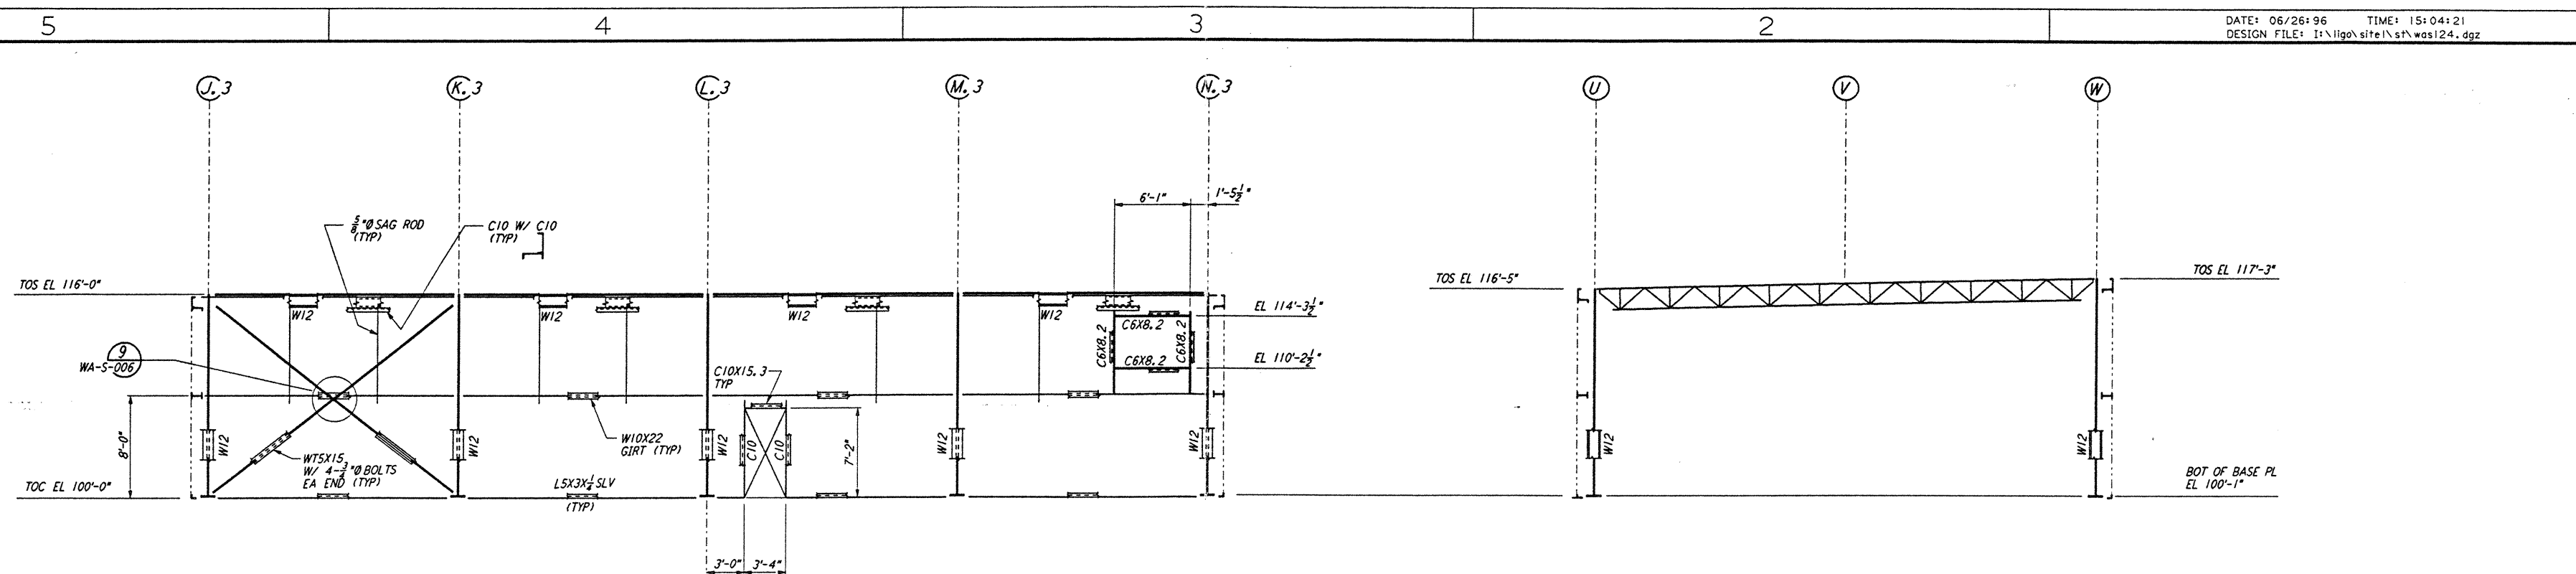 5 4 3 2
DATE: 06/26:96 TIME: 15:04:21
DESIGN FILE: I:\ligo\site1\st\was124.dgz
J.3 K.3 L.3 M.3 N.3 U V W
6'-1" 1'-5½"
⅝"Ø SAG ROD
(TYP)
C10 W/ C10
(TYP)
TOS EL 116'-0"
TOS EL 116'-5"
TOS EL 117'-3"
EL 114'-3½"
W12 W12 W12 W12
C6X8.2
C6X8.2
C6X8.2
C6X8.2
EL 110'-2½"
9
WA-S-006
C10X15.3
TYP
8'-0"
W12 W12 W12 W12 W12 W12 W12
W10X22
GIRT (TYP)
C10 C10
7'-2"
WT5X15
W/ 4-¾"Ø BOLTS
EA END (TYP)
TOC EL 100'-0"
L5X3X¼ SLV
(TYP)
BOT OF BASE PL
EL 100'-1"
3'-0" 3'-4"